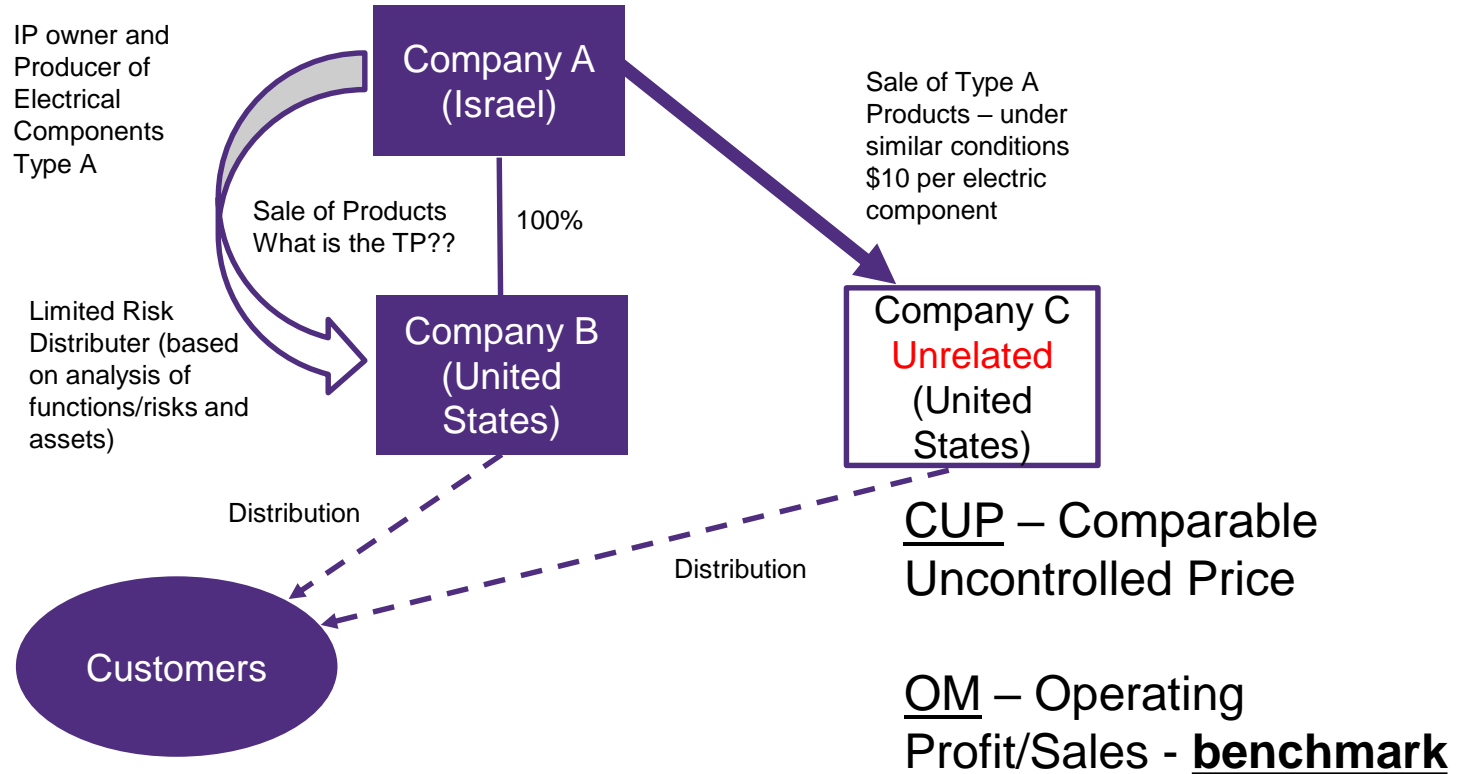 IP owner and
Producer of
Electrical
Components
Type A
Company A
(Israel)
Sale of Type A
Products – under
similar conditions
$10 per electric
component
Sale of Products
What is the TP??
100%
Limited Risk
Distributer (based
on analysis of
functions/risks and
assets)
Company B
(United
States)
Company C
Unrelated
(United
States)
Distribution
Distribution
Customers
CUP – Comparable
Uncontrolled Price
OM – Operating
Profit/Sales - benchmark